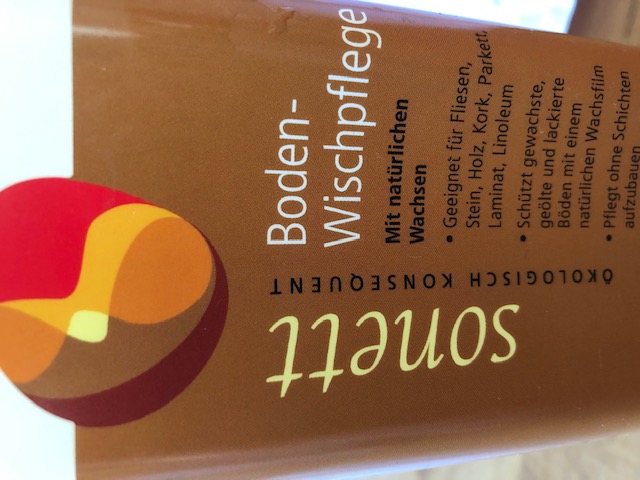 sonett
ÖKOLOGISCH KONSEQUENT
Boden-
Wischpflege
Mit natürlichen
Wachsen
• Geeignet für Fliesen,
Stein, Holz, Kork, Parkett,
Laminat, Linoleum
• Schützt gewachste,
geölte und lackierte
Böden mit einem
natürlichen Wachsfilm
• Pflegt ohne Schichten
aufzubauen